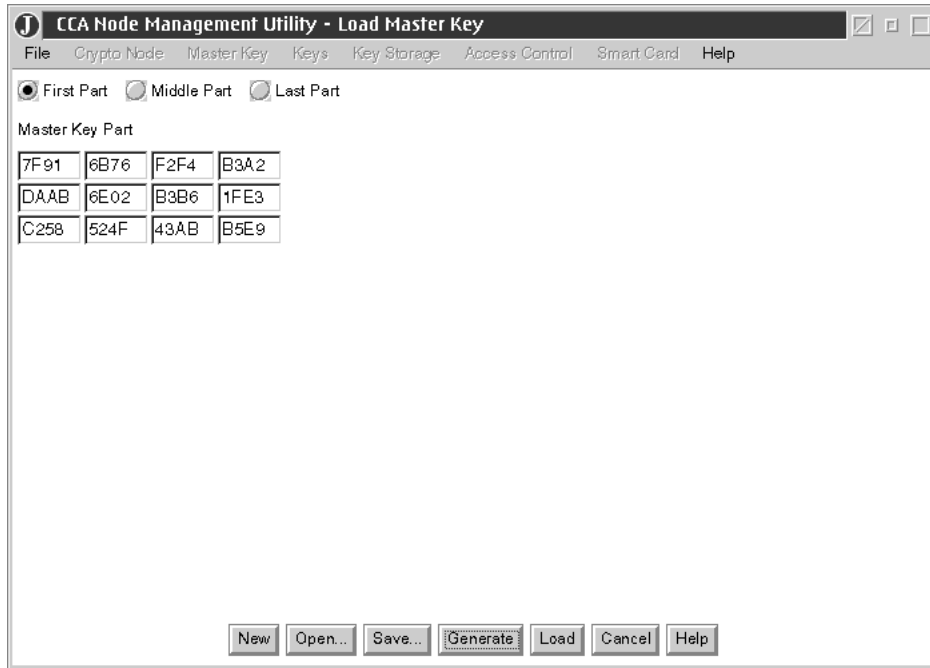 J CCA Node Management Utility - Load Master Key
File Crypto Node Master Key Keys Key Storage Access Control Smart Card Help
First Part Middle Part Last Part
Master Key Part
7F91 6B76 F2F4 B3A2
DAAB 6E02 B3B6 1FE3
C258 524F 43AB B5E9
New Open... Save... Generate Load Cancel Help